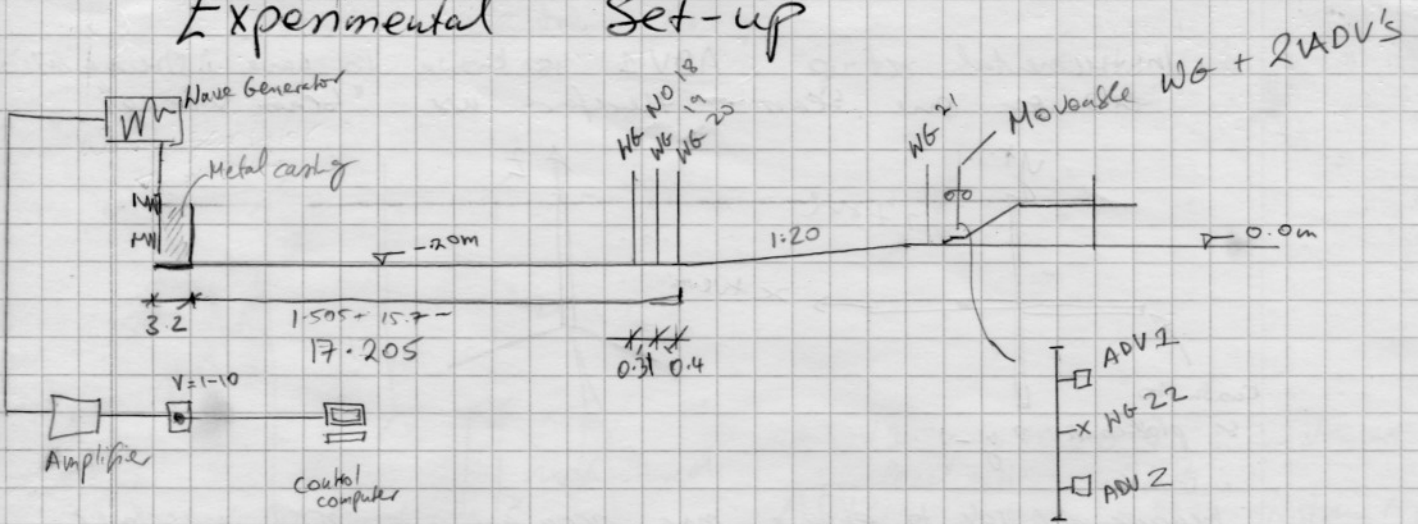 Experimental Set-up
Wave Generator
Metal casing
WG NO 18
WG 19
WG 20
WG 21
Moveable WG + 2 ADV's
-.20m
1:20
0.0m
3.2
1.505 + 15.7 -
17.205
0.31 0.4
V=1-10
Amplifier
Control
computer
ADV 1
WG 22
ADV 2